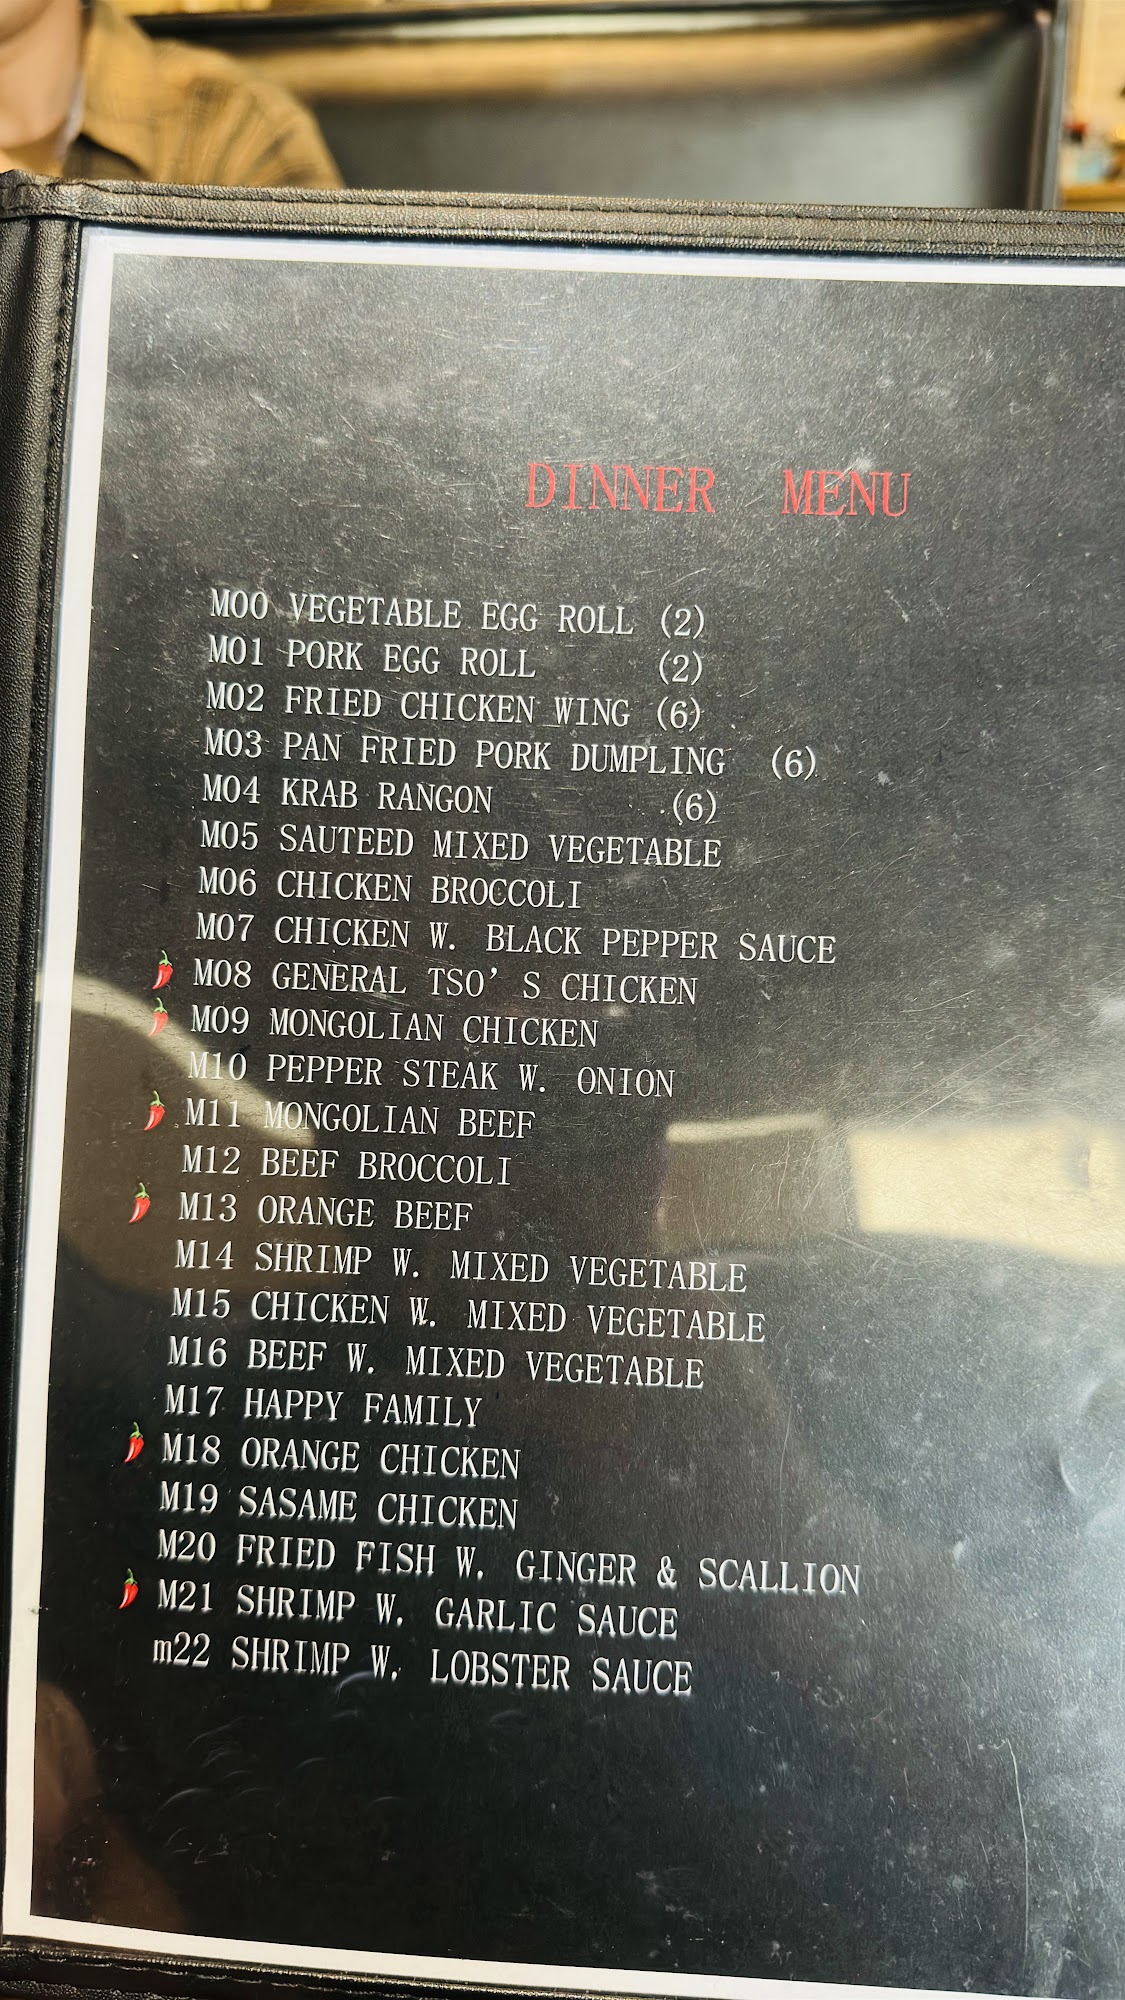 DINNER MENU
M00 VEGETABLE EGG ROLL (2)
M01 PORK EGG ROLL (2)
M02 FRIED CHICKEN WING (6)
M03 PAN FRIED PORK DUMPLING (6)
M04 KRAB RANGON (6)
M05 SAUTEED MIXED VEGETABLE
M06 CHICKEN BROCCOLI
M07 CHICKEN W. BLACK PEPPER SAUCE
M08 GENERAL TSO'S CHICKEN
M09 MONGOLIAN CHICKEN
M10 PEPPER STEAK W. ONION
M11 MONGOLIAN BEEF
M12 BEEF BROCCOLI
M13 ORANGE BEEF
M14 SHRIMP W. MIXED VEGETABLE
M15 CHICKEN W. MIXED VEGETABLE
M16 BEEF W. MIXED VEGETABLE
M17 HAPPY FAMILY
M18 ORANGE CHICKEN
M19 SASAME CHICKEN
M20 FRIED FISH W. GINGER & SCALLION
M21 SHRIMP W. GARLIC SAUCE
m22 SHRIMP W. LOBSTER SAUCE